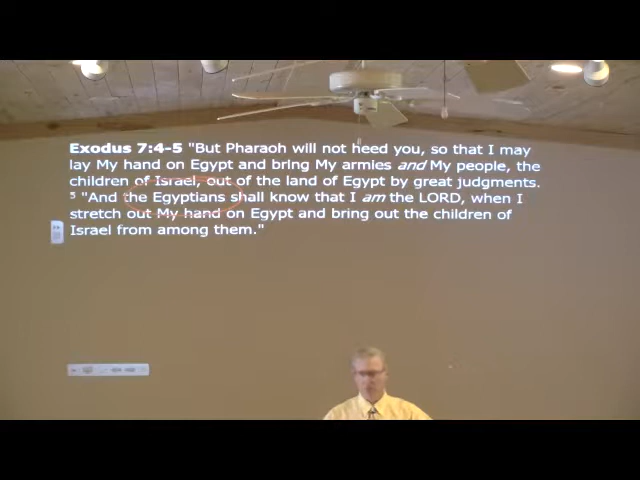 Exodus 7:4-5 "But Pharaoh will not heed you, so that I may
lay My hand on Egypt and bring My armies and My people, the
children of Israel, out of the land of Egypt by great judgments.
5 "And the Egyptians shall know that I am the LORD, when I
stretch out My hand on Egypt and bring out the children of
Israel from among them."